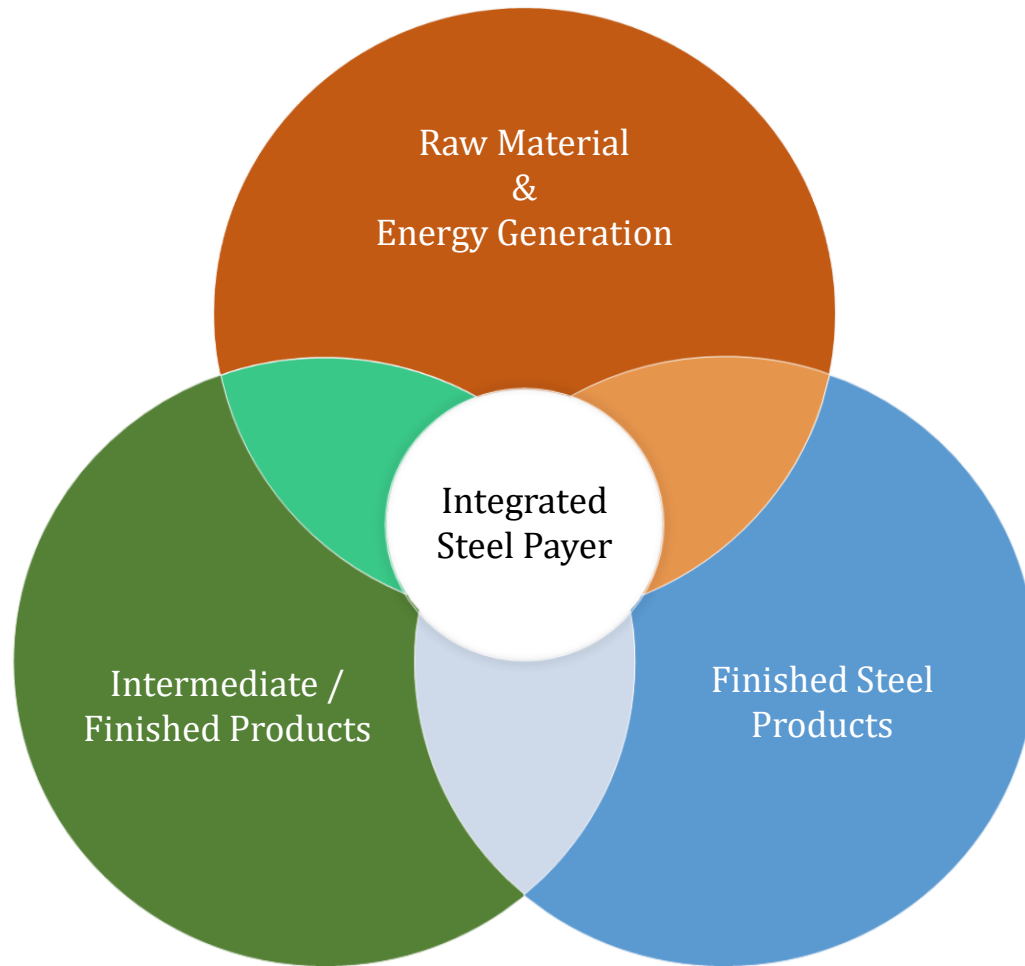 Raw Material
&
Energy Generation
Integrated
Steel Payer
Intermediate /
Finished Products
Finished Steel
Products